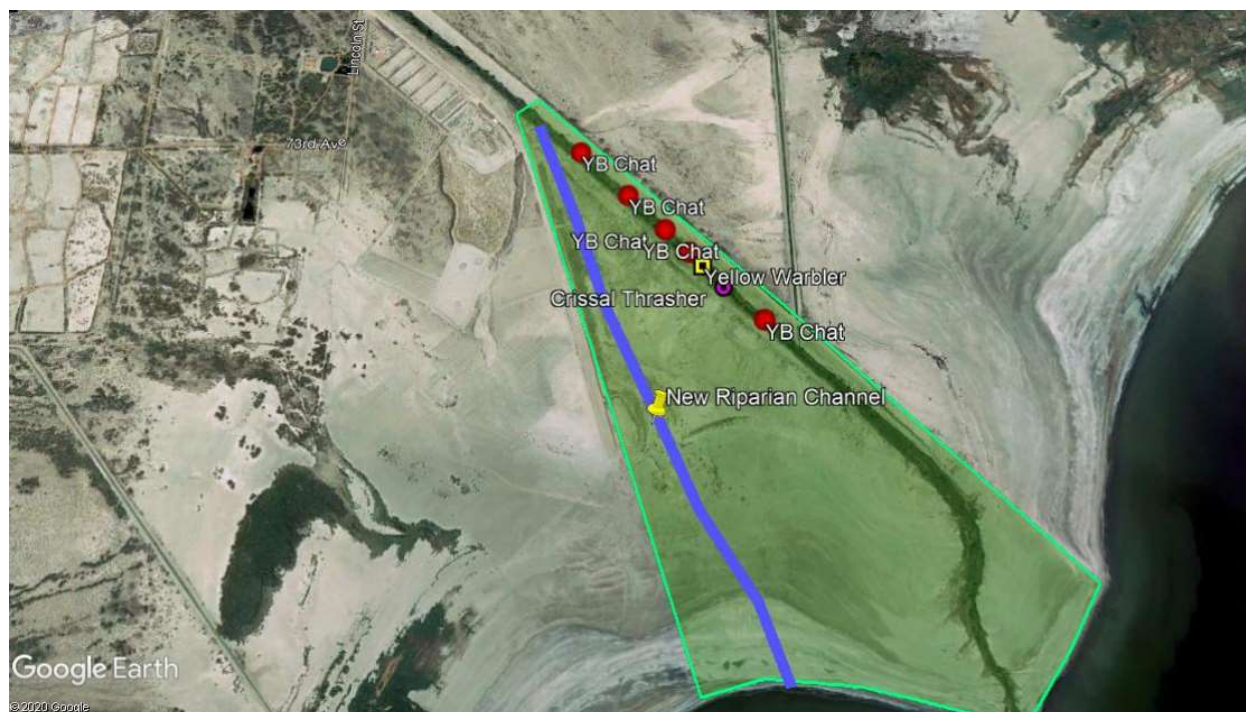 Lincoln St
73rd Ave
YB Chat
YB Chat
YB Chat
YB Chat
Yellow Warbler
Crissal Thrasher
YB Chat
New Riparian Channel
Google Earth
© 2020 Google